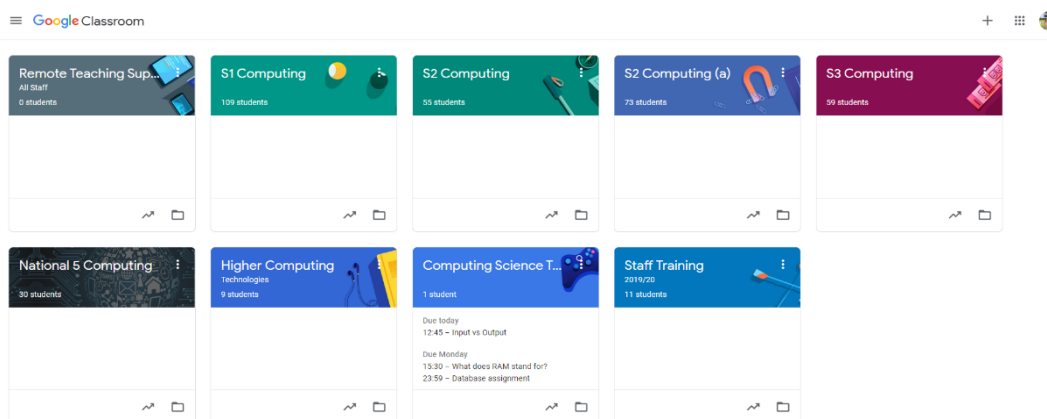 Google Classroom
Remote Teaching Sup...
All Staff
0 students
S1 Computing
109 students
S2 Computing
55 students
S2 Computing (a)
73 students
S3 Computing
59 students
National 5 Computing
30 students
Higher Computing
Technologies
9 students
Computing Science T...
1 student
Due today
12:45 – Input vs Output
Due Monday
15:30 – What does RAM stand for?
23:59 – Database assignment
Staff Training
2019/20
11 students